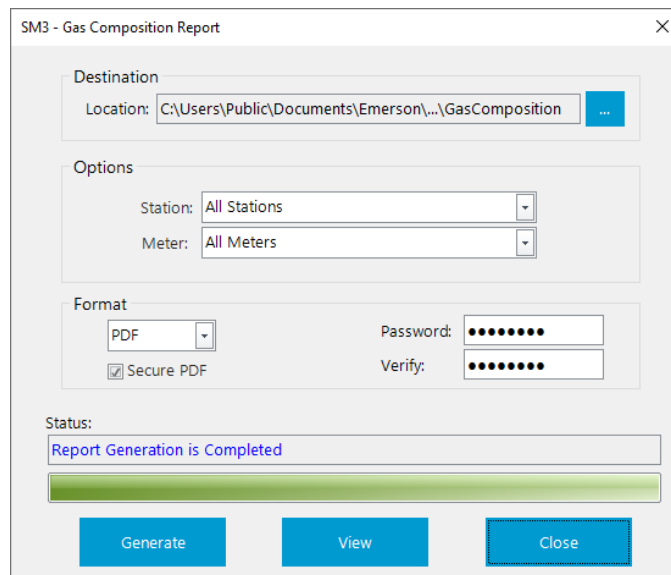 SM3 - Gas Composition Report
Destination
Location: C:\Users\Public\Documents\Emerson\...\GasComposition ...
Options
Station: All Stations
Meter: All Meters
Format
PDF Password: ●●●●●●●●
Secure PDF Verify: ●●●●●●●●
Status:
Report Generation is Completed
Generate View Close